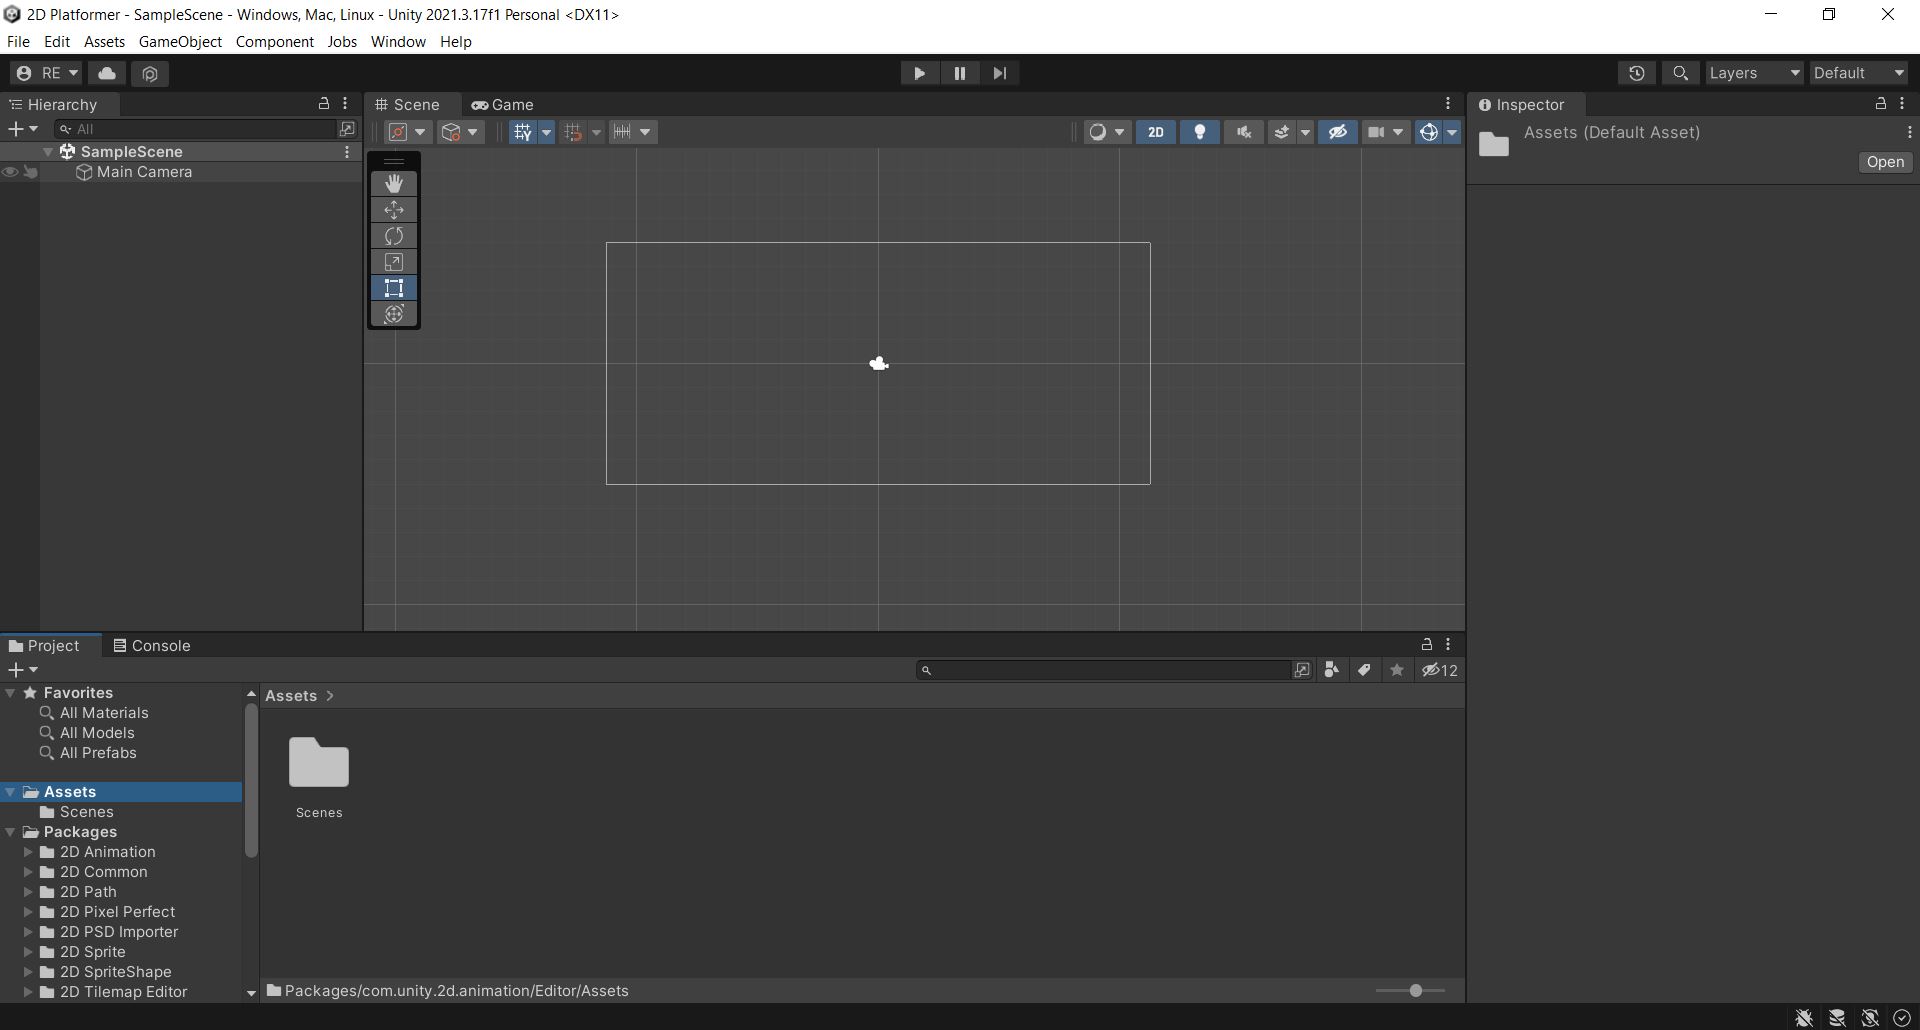 2D Platformer - SampleScene - Windows, Mac, Linux - Unity 2021.3.17f1 Personal <DX11>
File Edit Assets GameObject Component Jobs Window Help
RE
Layers Default
Hierarchy
All
SampleScene
Main Camera
Scene Game
2D
Inspector
Assets (Default Asset)
Open
Project Console
12
Favorites
All Materials
All Models
All Prefabs
Assets
Scenes
Packages
2D Animation
2D Common
2D Path
2D Pixel Perfect
2D PSD Importer
2D Sprite
2D SpriteShape
2D Tilemap Editor
Assets >
Scenes
Packages/com.unity.2d.animation/Editor/Assets